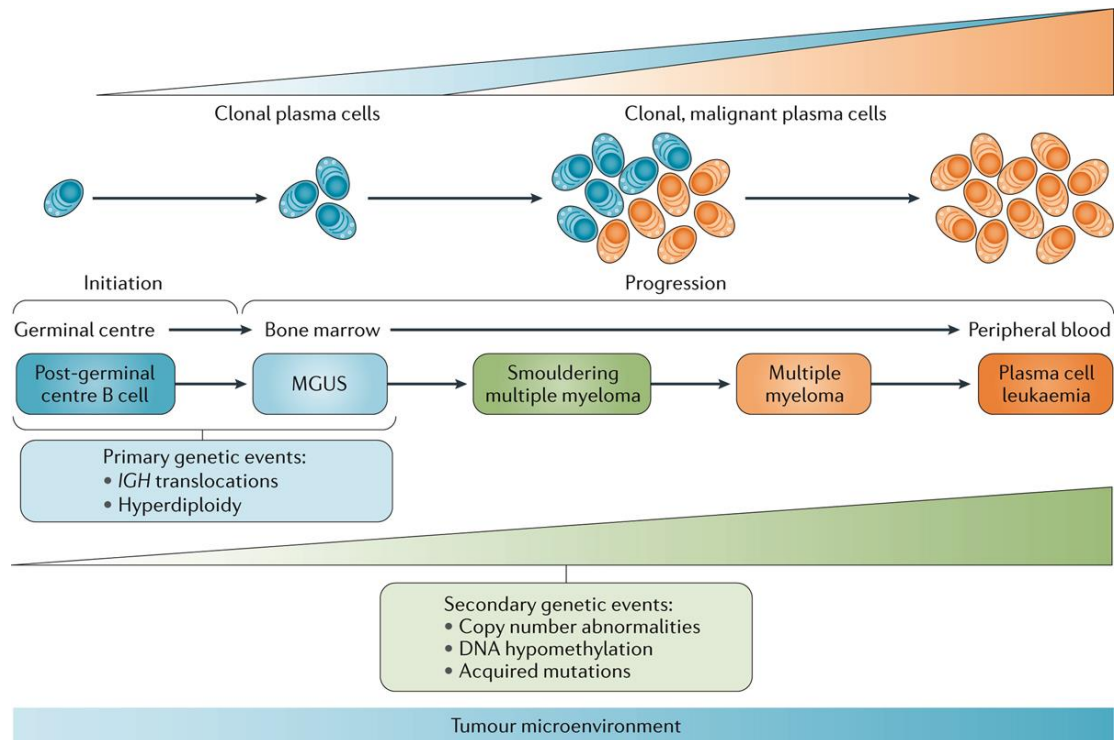 Clonal plasma cells
Clonal, malignant plasma cells
Initiation
Progression
Germinal centre
Bone marrow
Peripheral blood
Post-germinal
centre B cell
MGUS
Smouldering
multiple myeloma
Multiple
myeloma
Plasma cell
leukaemia
Primary genetic events:
• IGH translocations
• Hyperdiploidy
Secondary genetic events:
• Copy number abnormalities
• DNA hypomethylation
• Acquired mutations
Tumour microenvironment